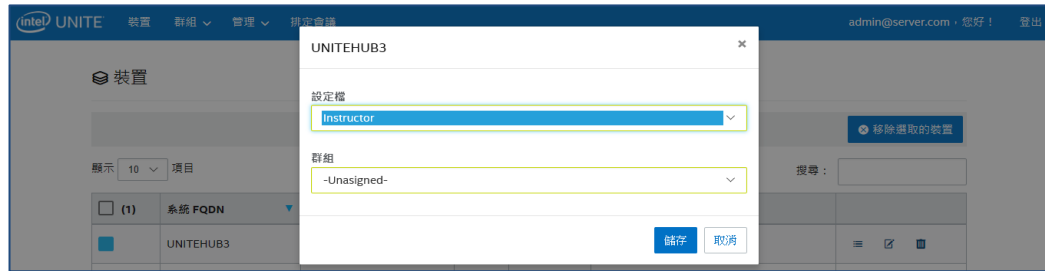 intel UNITE 裝置 群組 管理 排定會議 admin@server.com，您好！ 登出
UNITEHUB3 ×
裝置
設定檔
Instructor
移除選取的裝置
群組
顯示 10 項目 搜尋：
-Unasigned-
(1) 系統 FQDN
儲存 取消
UNITEHUB3